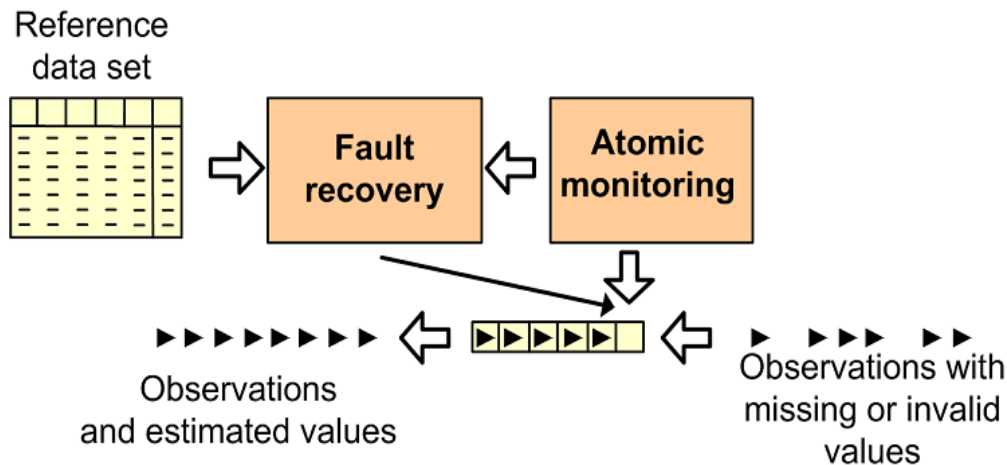 Reference
data set
Fault
recovery
Atomic
monitoring
Observations
and estimated values
Observations with
missing or invalid
values